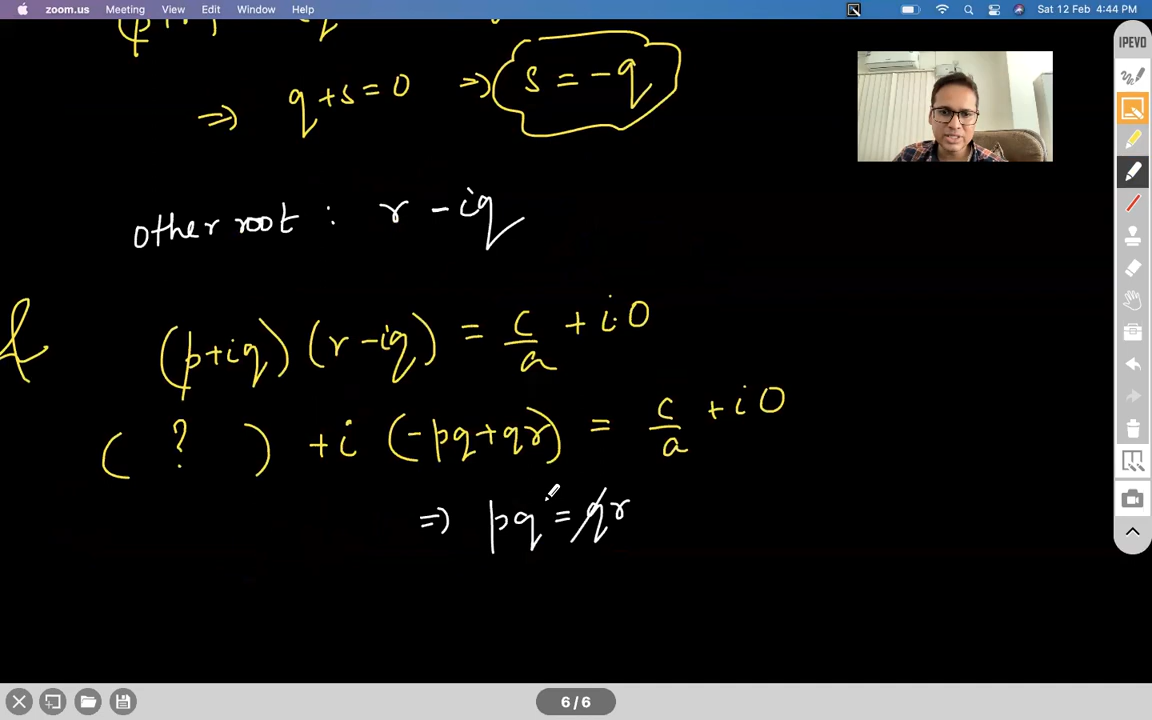 zoom.us Meeting View Edit Window Help Sat 12 Feb 4:44 PM
IPEVO
=> q + s = 0 => s = -q
other root : r - iq
& (p+iq) (r-iq) = c/a + i0
( ? ) + i (-pq+qr) = c/a + i0
=> pq = qr
6/6